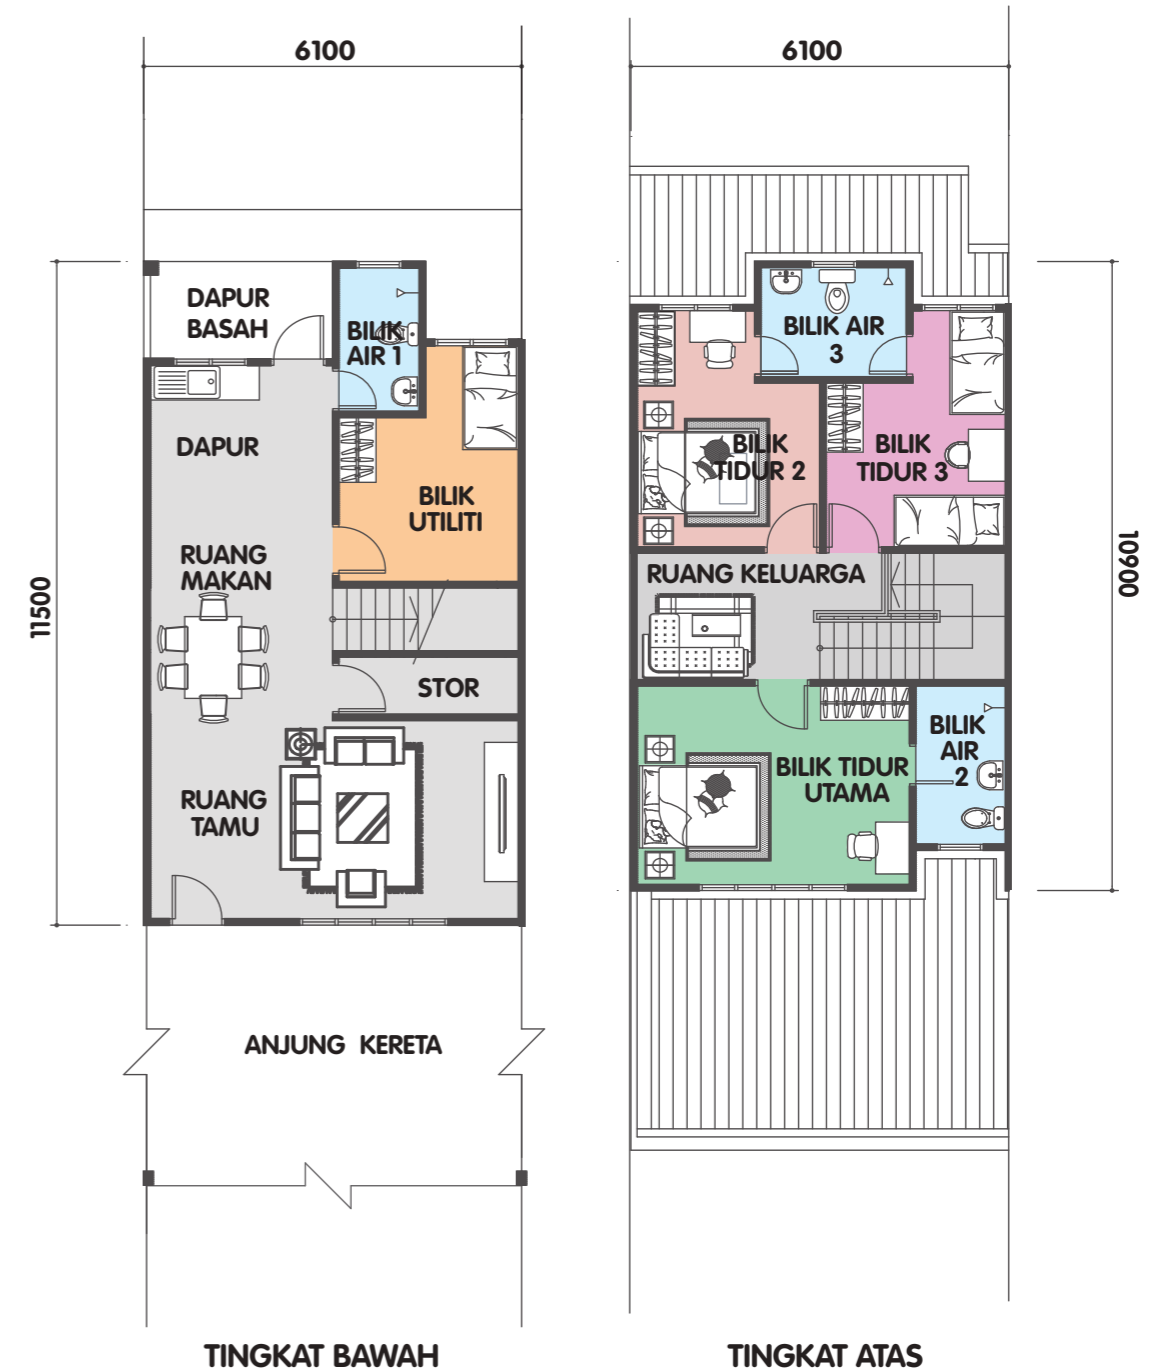 6100
DAPUR
BASAH
BILIK
AIR 1
DAPUR
BILIK
UTILITI
RUANG
MAKAN
STOR
RUANG
TAMU
11500
ANJUNG KERETA
TINGKAT BAWAH
6100
BILIK AIR
3
BILIK
TIDUR 2
BILIK
TIDUR 3
RUANG KELUARGA
BILIK
AIR
2
BILIK TIDUR
UTAMA
10900
TINGKAT ATAS